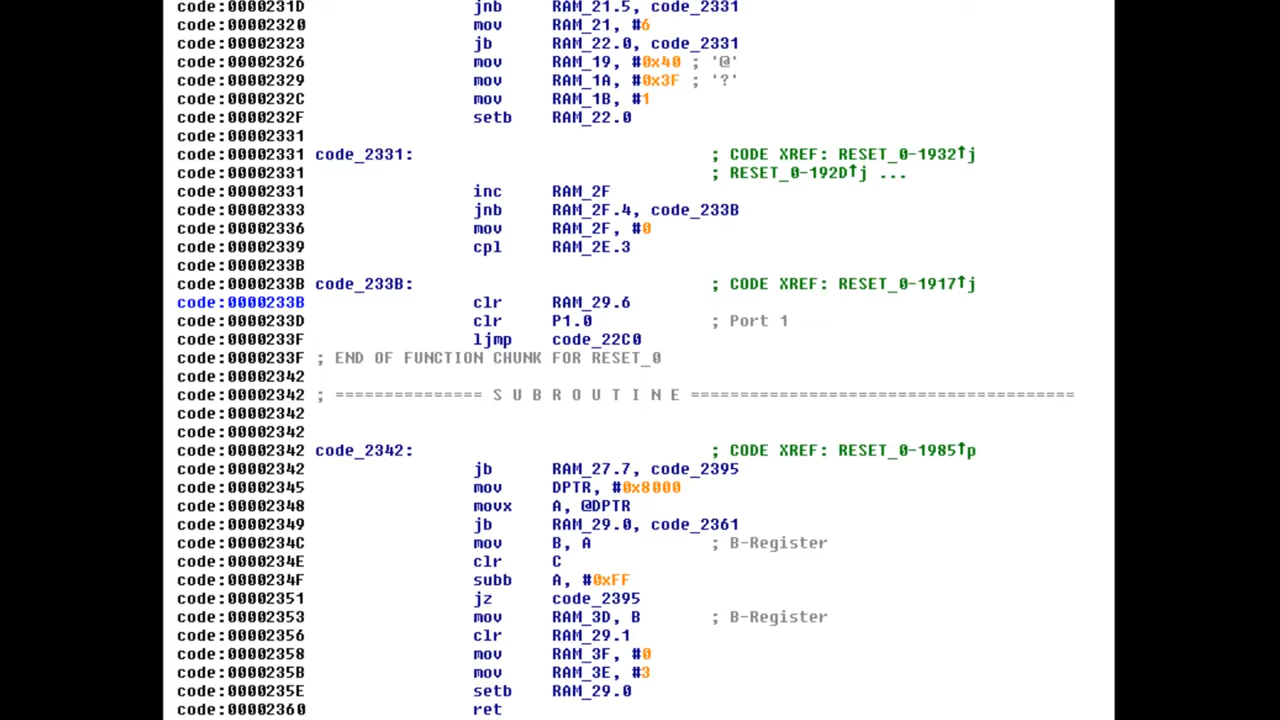 code:0000231D jnb RAM_21.5, code_2331
code:00002320 mov RAM_21, #6
code:00002323 jb RAM_22.0, code_2331
code:00002326 mov RAM_19, #0x40 ; '@'
code:00002329 mov RAM_1A, #0x3F ; '?'
code:0000232C mov RAM_1B, #1
code:0000232F setb RAM_22.0
code:00002331
code:00002331 code_2331: ; CODE XREF: RESET_0-1932↑j
code:00002331 ; RESET_0-192D↑j ...
code:00002331 inc RAM_2F
code:00002333 jnb RAM_2F.4, code_233B
code:00002336 mov RAM_2F, #0
code:00002339 cpl RAM_2E.3
code:0000233B
code:0000233B code_233B: ; CODE XREF: RESET_0-1917↑j
code:0000233B clr RAM_29.6
code:0000233D clr P1.0 ; Port 1
code:0000233F ljmp code_22C0
code:0000233F ; END OF FUNCTION CHUNK FOR RESET_0
code:00002342
code:00002342 ; =============== S U B R O U T I N E =======================================
code:00002342
code:00002342
code:00002342 code_2342: ; CODE XREF: RESET_0-1985↑p
code:00002342 jb RAM_27.7, code_2395
code:00002345 mov DPTR, #0x8000
code:00002348 movx A, @DPTR
code:00002349 jb RAM_29.0, code_2361
code:0000234C mov B, A ; B-Register
code:0000234E clr C
code:0000234F subb A, #0xFF
code:00002351 jz code_2395
code:00002353 mov RAM_3D, B ; B-Register
code:00002356 clr RAM_29.1
code:00002358 mov RAM_3F, #0
code:0000235B mov RAM_3E, #3
code:0000235E setb RAM_29.0
code:00002360 ret